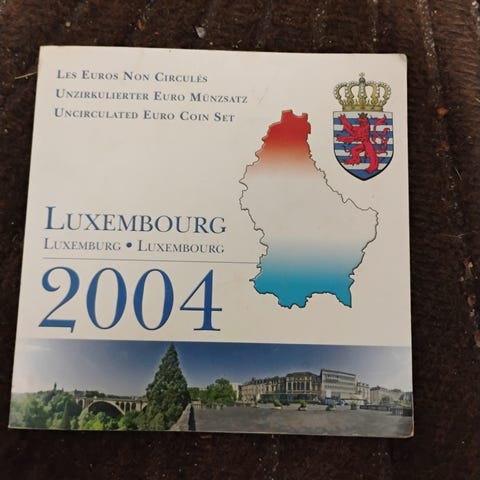 Les Euros Non Circulés
Unzirkulierter Euro Münzsatz
Uncirculated Euro Coin Set
Luxembourg
Luxemburg • Luxembourg
2004